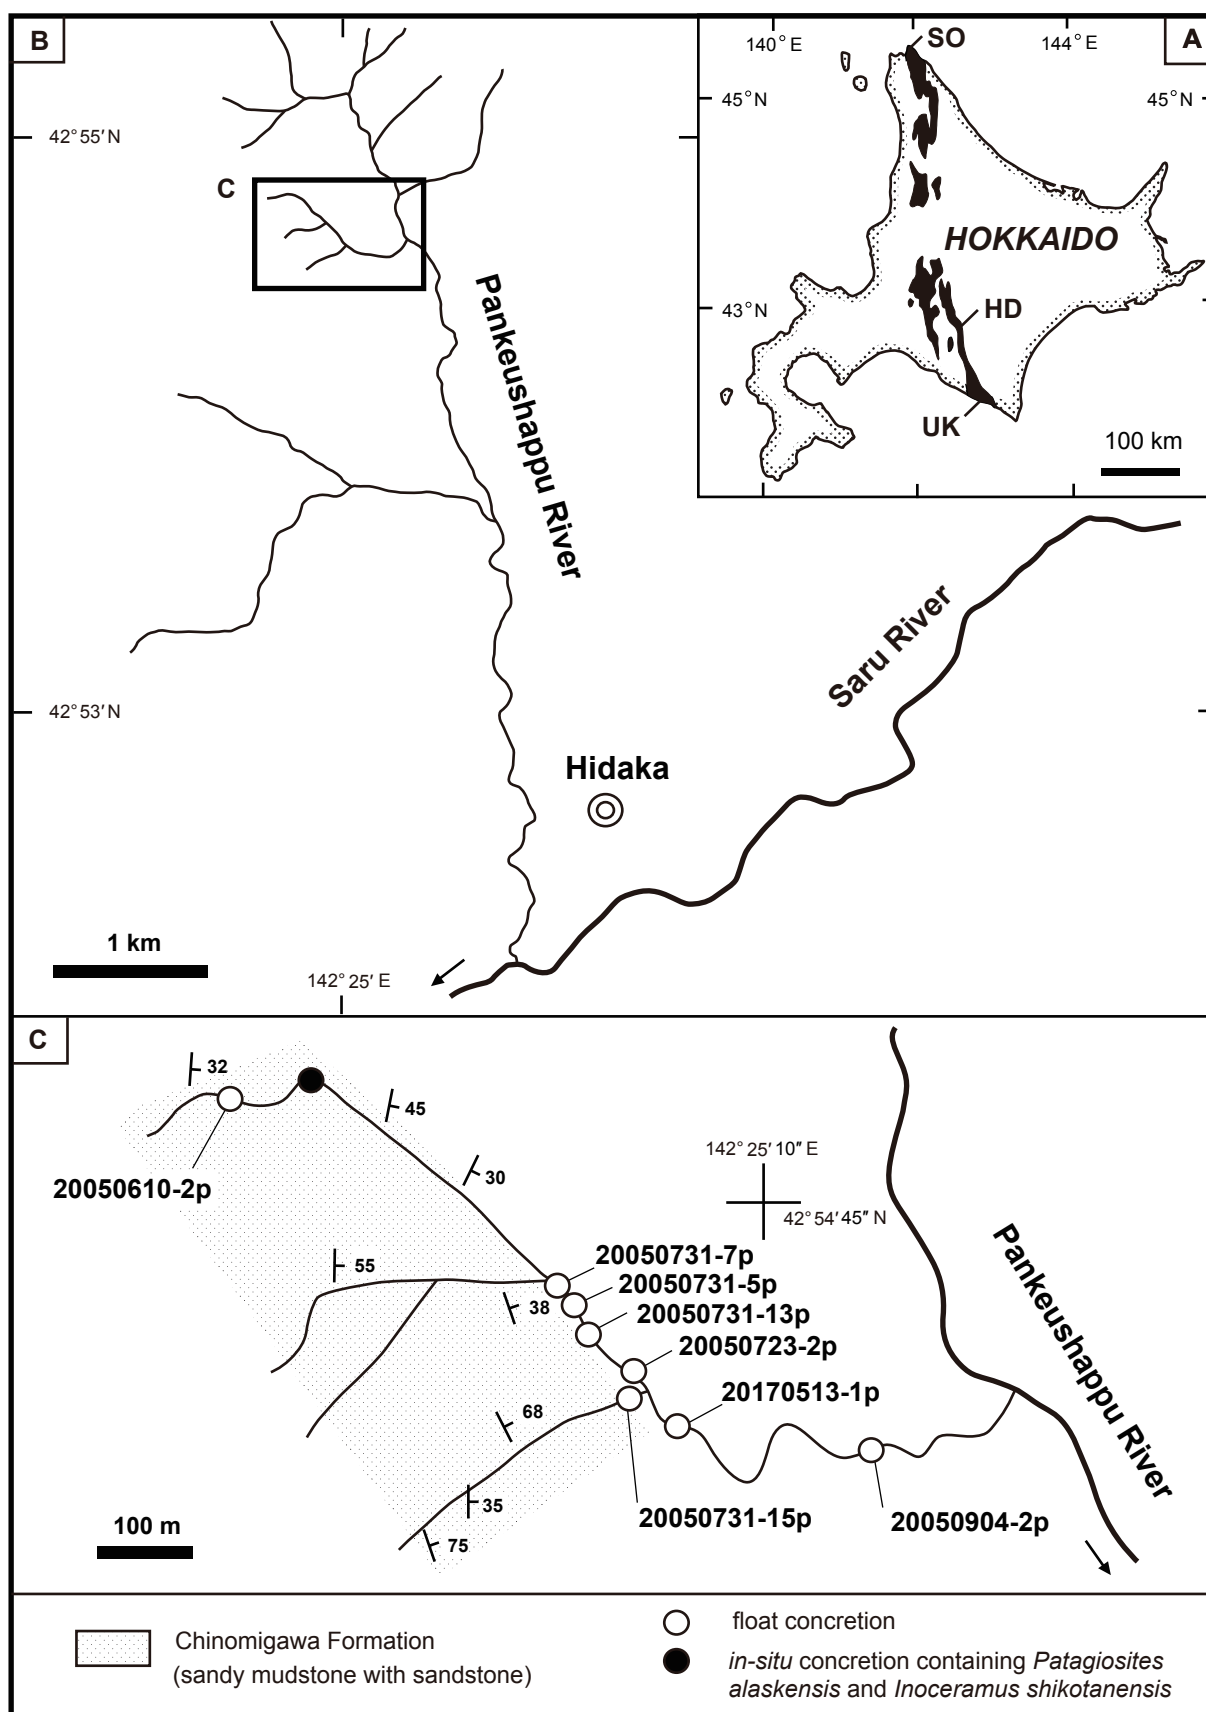 B
42°55′N
C
Pankeushappu River
42°53′N
Saru River
Hidaka
1 km
142°25′E
A
140°E
SO
144°E
45°N
45°N
HOKKAIDO
43°N
HD
UK
100 km
C
32
45
30
20050610-2p
142°25′10″E
42°54′45″N
55
20050731-7p
20050731-5p
38
20050731-13p
20050723-2p
20170513-1p
68
Pankeushappu River
35
20050731-15p
20050904-2p
75
100 m
Chinomigawa Formation
(sandy mudstone with sandstone)
float concretion
in-situ concretion containing Patagiosites
alaskensis and Inoceramus shikotanensis